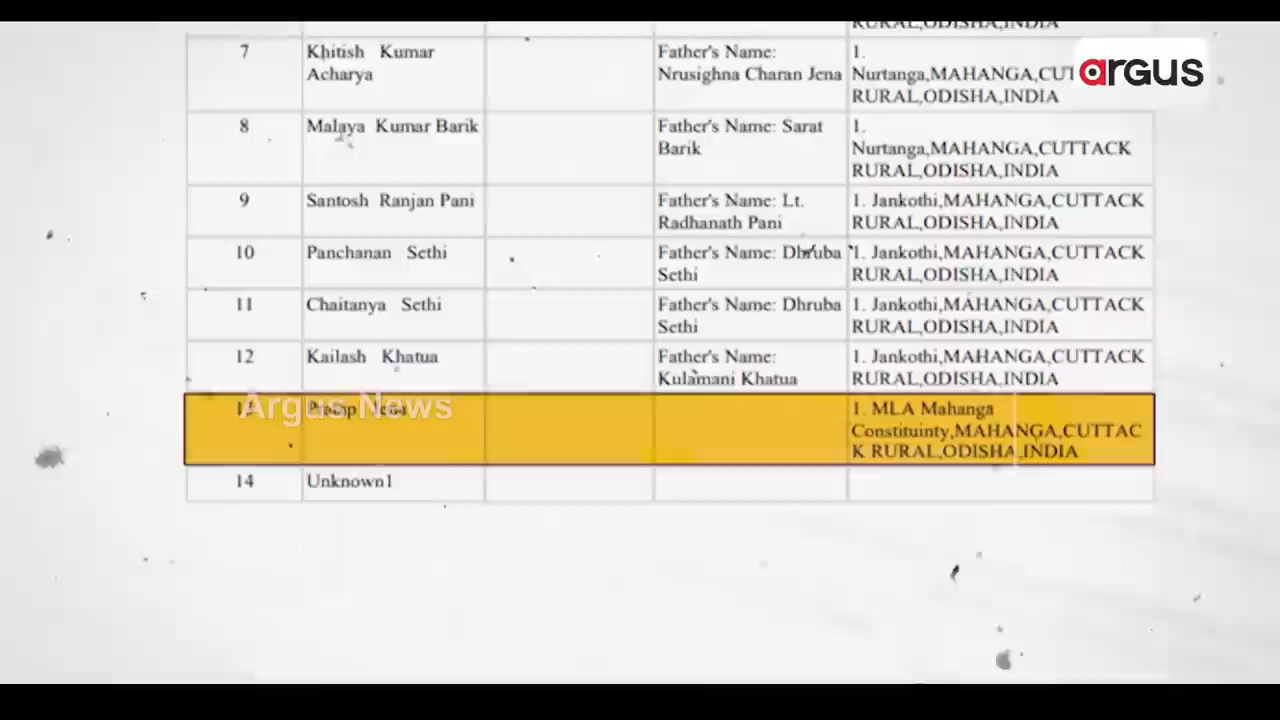 RURAL,ODISHA,INDIA
7 Khitish Kumar Father's Name: 1.
Acharya Nrusighna Charan Jena Nurtanga,MAHANGA,CUT
RURAL,ODISHA,INDIA
argus
8 Malaya Kumar Barik Father's Name: Sarat 1.
Barik Nurtanga,MAHANGA,CUTTACK
RURAL,ODISHA,INDIA
9 Santosh Ranjan Pani Father's Name: Lt. 1. Jankothi,MAHANGA,CUTTACK
Radhanath Pani RURAL,ODISHA,INDIA
10 Panchanan Sethi Father's Name: Dhruba 1. Jankothi,MAHANGA,CUTTACK
Sethi RURAL,ODISHA,INDIA
11 Chaitanya Sethi Father's Name: Dhruba 1. Jankothi,MAHANGA,CUTTACK
Sethi RURAL,ODISHA,INDIA
12 Kailash Khatua Father's Name: 1. Jankothi,MAHANGA,CUTTACK
Kulamani Khatua RURAL,ODISHA,INDIA
Argus News
13 Pratap Jena 1. MLA Mahanga
Constituinty,MAHANGA,CUTTAC
K RURAL,ODISHA,INDIA
14 Unknown1